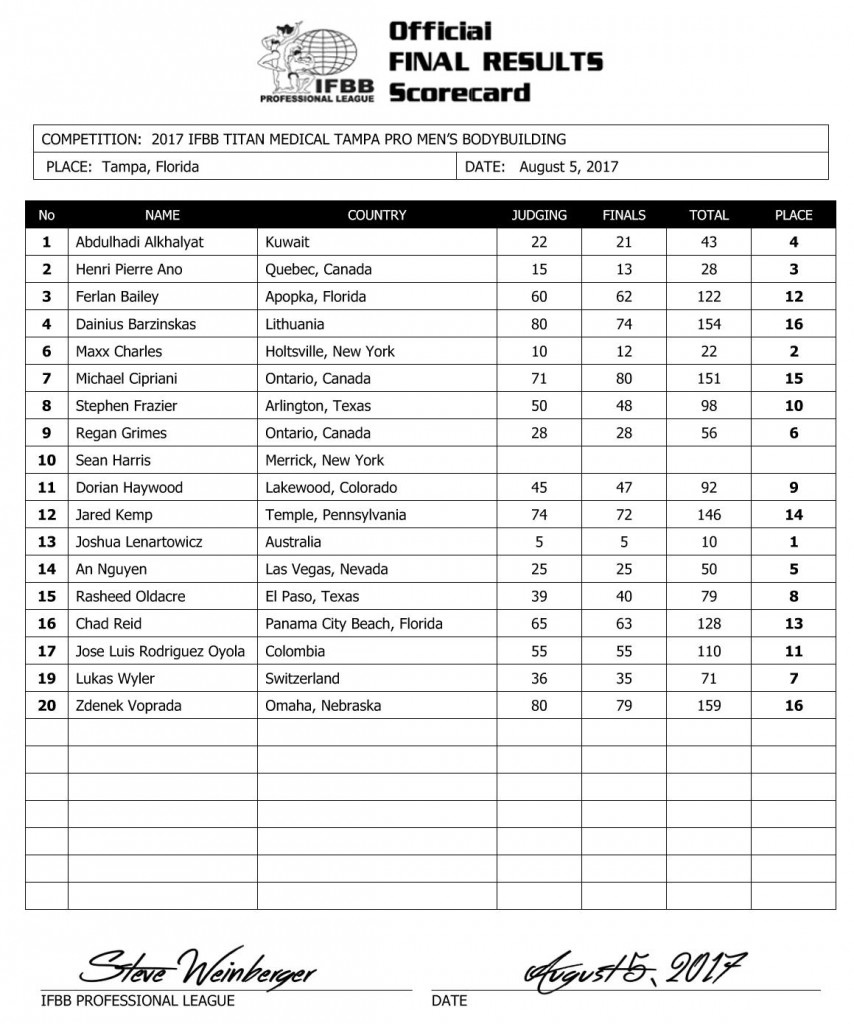 Official
FINAL RESULTS
Scorecard
IFBB
PROFESSIONAL LEAGUE
COMPETITION: 2017 IFBB TITAN MEDICAL TAMPA PRO MEN'S BODYBUILDING
PLACE: Tampa, Florida DATE: August 5, 2017
No NAME COUNTRY JUDGING FINALS TOTAL PLACE
1 Abdulhadi Alkhalyat Kuwait 22 21 43 4
2 Henri Pierre Ano Quebec, Canada 15 13 28 3
3 Ferlan Bailey Apopka, Florida 60 62 122 12
4 Dainius Barzinskas Lithuania 80 74 154 16
6 Maxx Charles Holtsville, New York 10 12 22 2
7 Michael Cipriani Ontario, Canada 71 80 151 15
8 Stephen Frazier Arlington, Texas 50 48 98 10
9 Regan Grimes Ontario, Canada 28 28 56 6
10 Sean Harris Merrick, New York
11 Dorian Haywood Lakewood, Colorado 45 47 92 9
12 Jared Kemp Temple, Pennsylvania 74 72 146 14
13 Joshua Lenartowicz Australia 5 5 10 1
14 An Nguyen Las Vegas, Nevada 25 25 50 5
15 Rasheed Oldacre El Paso, Texas 39 40 79 8
16 Chad Reid Panama City Beach, Florida 65 63 128 13
17 Jose Luis Rodriguez Oyola Colombia 55 55 110 11
19 Lukas Wyler Switzerland 36 35 71 7
20 Zdenek Voprada Omaha, Nebraska 80 79 159 16
Steve Weinberger August 5, 2017
IFBB PROFESSIONAL LEAGUE DATE